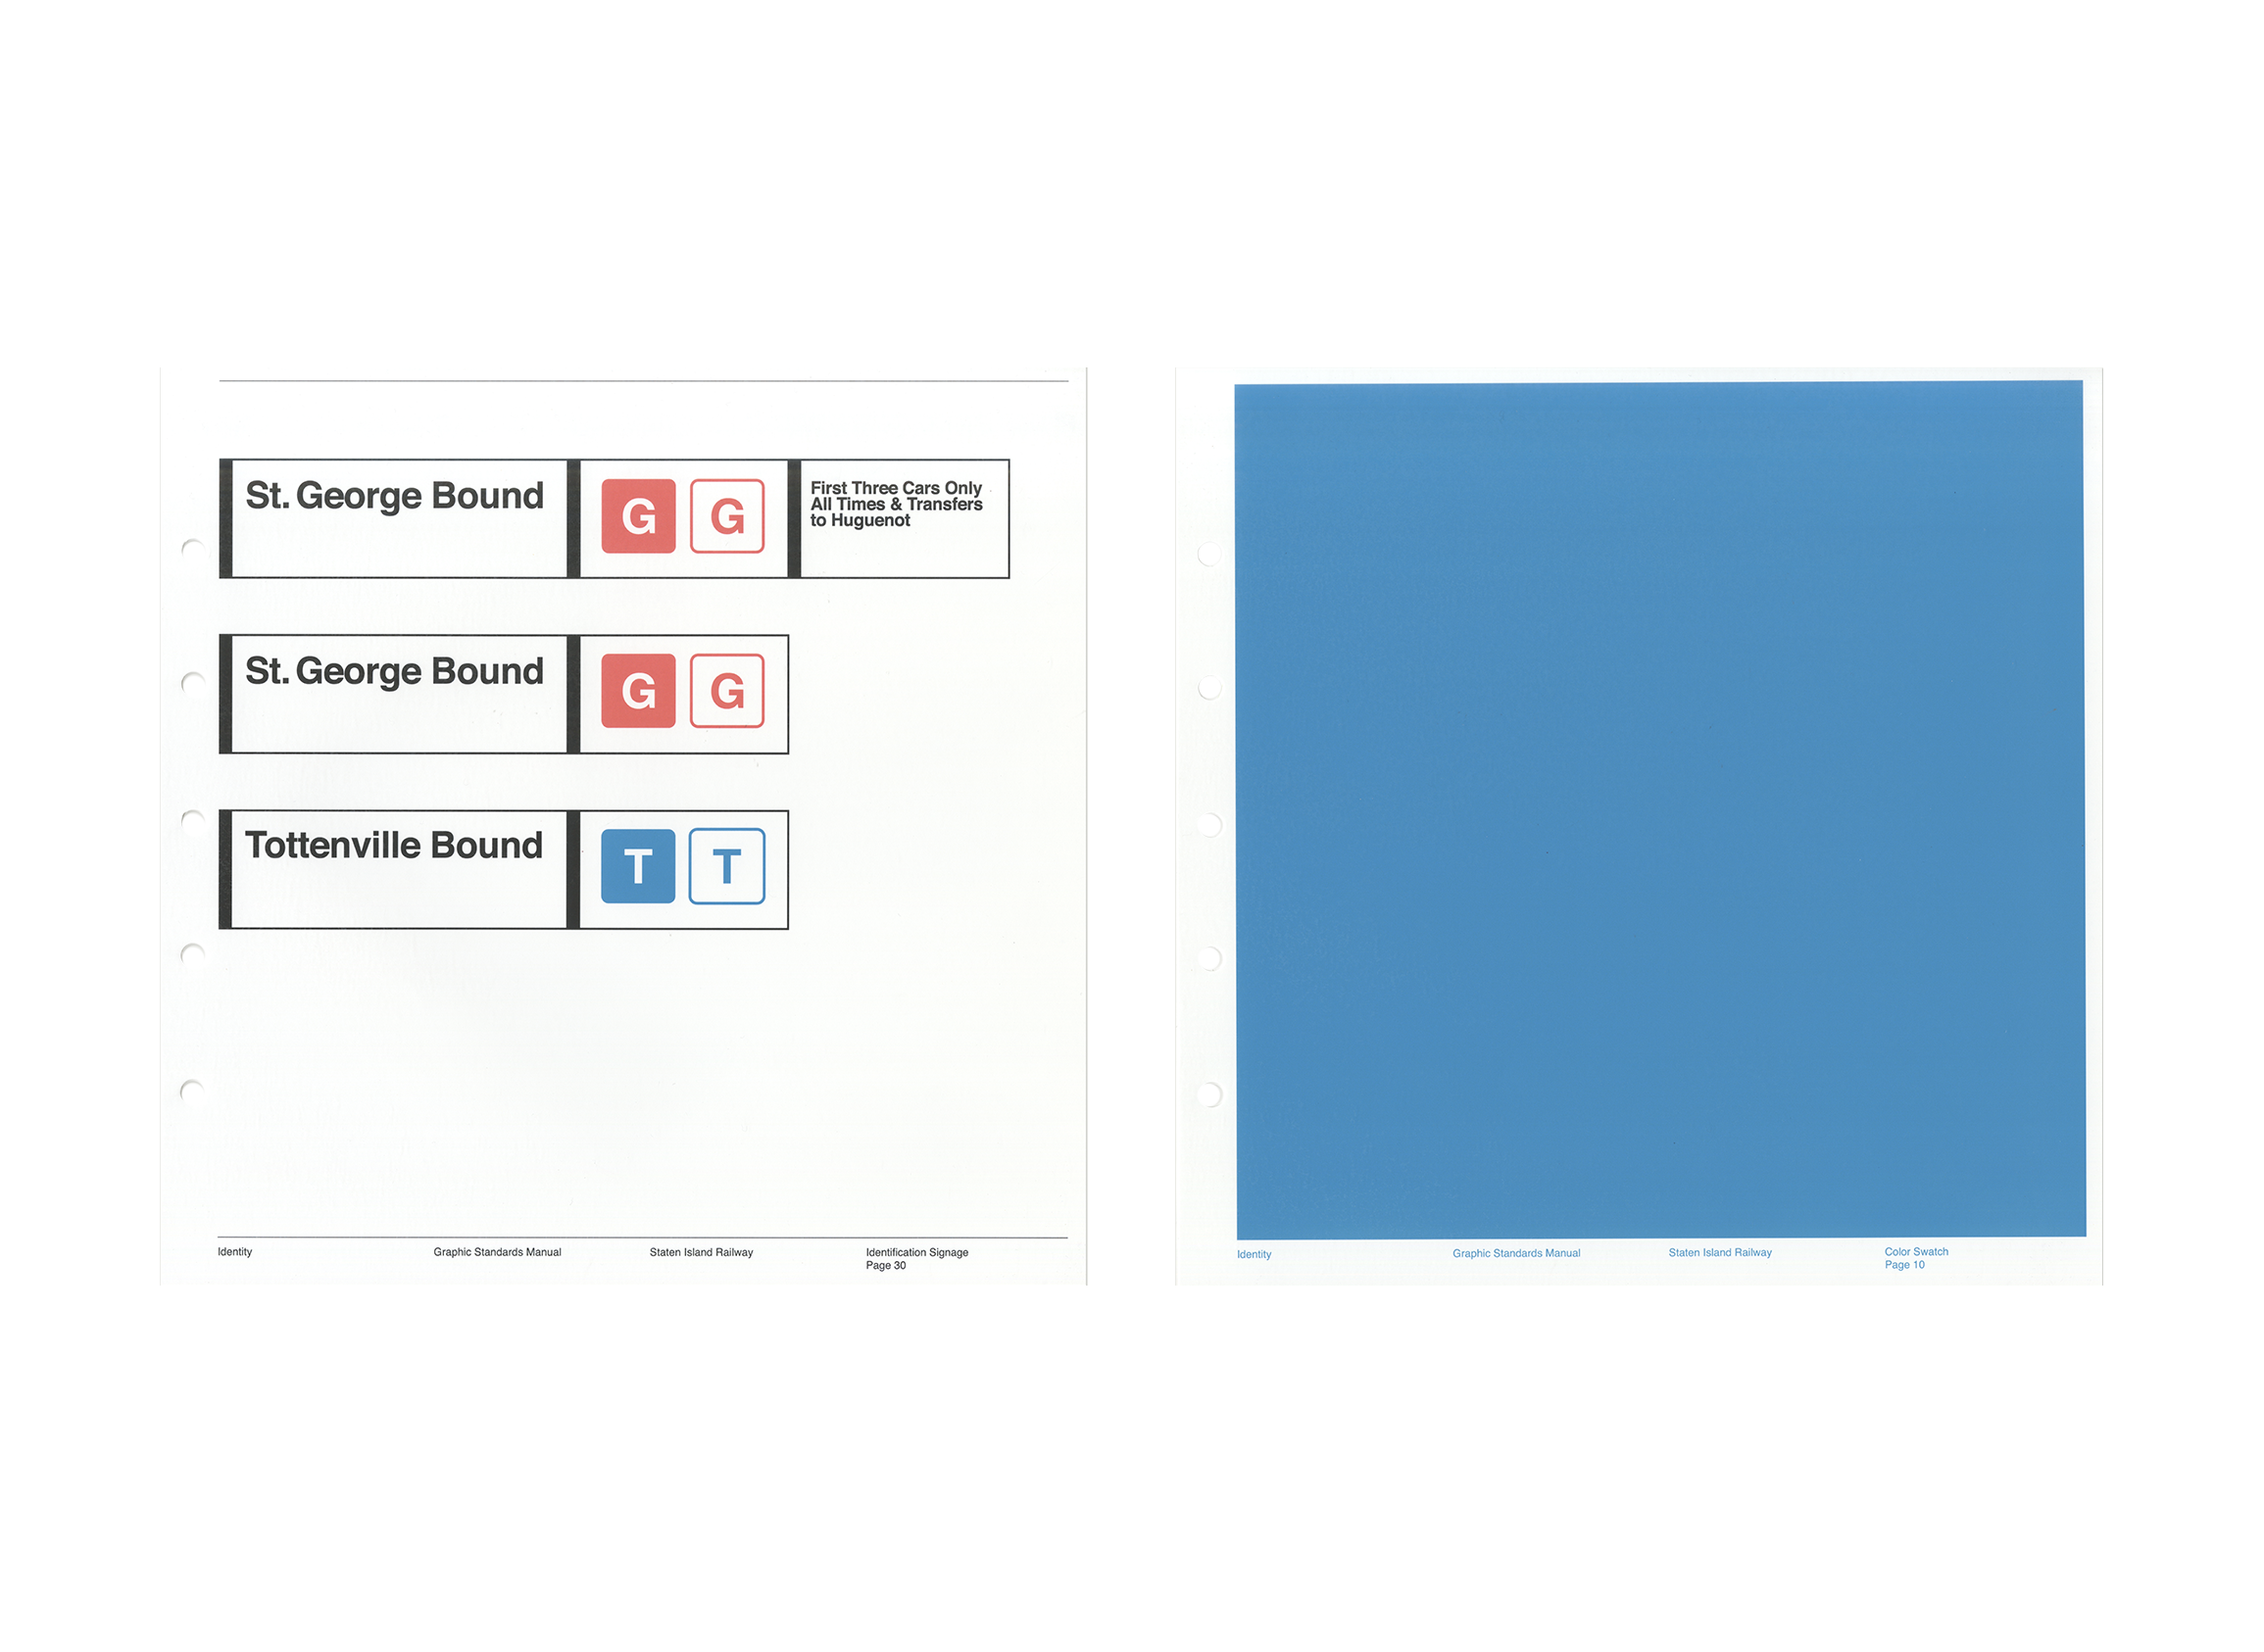 St. George Bound
G G
First Three Cars Only
All Times & Transfers
to Huguenot
St. George Bound
G G
Tottenville Bound
T T
Identity
Graphic Standards Manual
Staten Island Railway
Identification Signage
Page 30
Identity
Graphic Standards Manual
Staten Island Railway
Color Swatch
Page 10